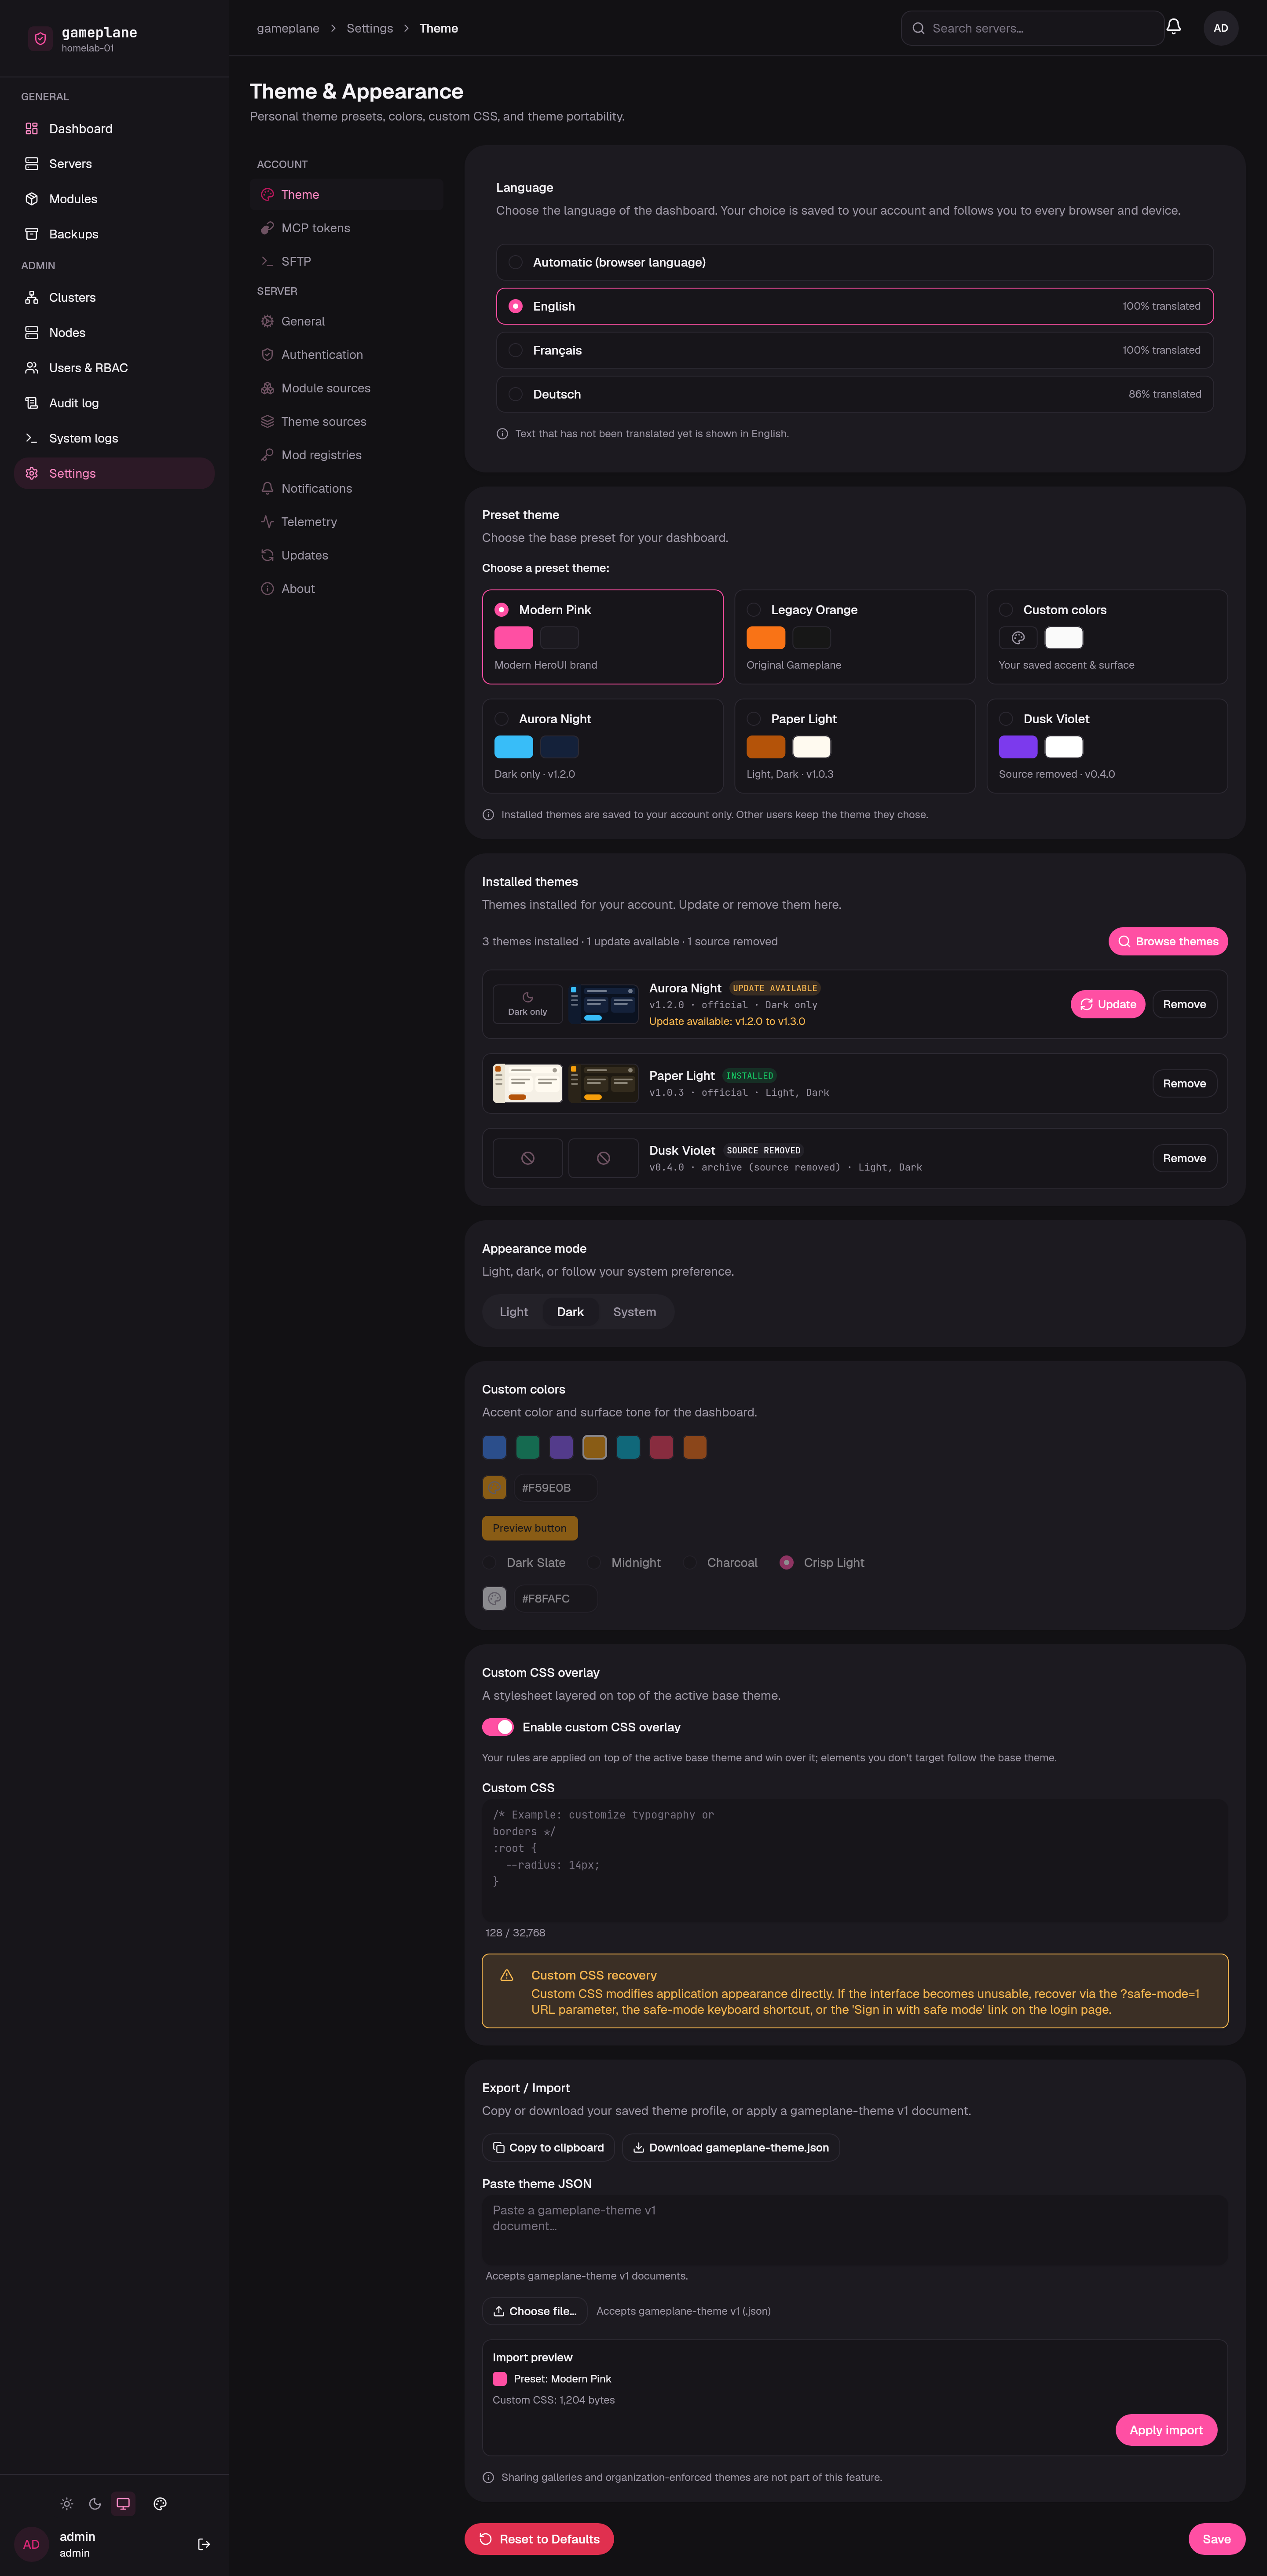 gameplane
homelab-01
GENERAL
Dashboard
Servers
Modules
Backups
ADMIN
Clusters
Nodes
Users & RBAC
Audit log
System logs
Settings
AD
admin
admin
gameplane > Settings > Theme
Search servers...
AD
Theme & Appearance
Personal theme presets, colors, custom CSS, and theme portability.
ACCOUNT
Theme
MCP tokens
SFTP
SERVER
General
Authentication
Module sources
Theme sources
Mod registries
Notifications
Telemetry
Updates
About
Language
Choose the language of the dashboard. Your choice is saved to your account and follows you to every browser and device.
Automatic (browser language)
English 100% translated
Français 100% translated
Deutsch 86% translated
Text that has not been translated yet is shown in English.
Preset theme
Choose the base preset for your dashboard.
Choose a preset theme:
Modern Pink
Modern HeroUI brand
Legacy Orange
Original Gameplane
Custom colors
Your saved accent & surface
Aurora Night
Dark only · v1.2.0
Paper Light
Light, Dark · v1.0.3
Dusk Violet
Source removed · v0.4.0
Installed themes are saved to your account only. Other users keep the theme they chose.
Installed themes
Themes installed for your account. Update or remove them here.
3 themes installed · 1 update available · 1 source removed
Browse themes
Dark only
Aurora Night UPDATE AVAILABLE
v1.2.0 · official · Dark only
Update available: v1.2.0 to v1.3.0
Update
Remove
Paper Light INSTALLED
v1.0.3 · official · Light, Dark
Remove
Dusk Violet SOURCE REMOVED
v0.4.0 · archive (source removed) · Light, Dark
Remove
Appearance mode
Light, dark, or follow your system preference.
Light Dark System
Custom colors
Accent color and surface tone for the dashboard.
#F59E0B
Preview button
Dark Slate Midnight Charcoal Crisp Light
#F8FAFC
Custom CSS overlay
A stylesheet layered on top of the active base theme.
Enable custom CSS overlay
Your rules are applied on top of the active base theme and win over it; elements you don't target follow the base theme.
Custom CSS
/* Example: customize typography or
borders */
:root {
--radius: 14px;
}
128 / 32,768
Custom CSS recovery
Custom CSS modifies application appearance directly. If the interface becomes unusable, recover via the ?safe-mode=1
URL parameter, the safe-mode keyboard shortcut, or the 'Sign in with safe mode' link on the login page.
Export / Import
Copy or download your saved theme profile, or apply a gameplane-theme v1 document.
Copy to clipboard
Download gameplane-theme.json
Paste theme JSON
Paste a gameplane-theme v1
document...
Accepts gameplane-theme v1 documents.
Choose file...
Accepts gameplane-theme v1 (.json)
Import preview
Preset: Modern Pink
Custom CSS: 1,204 bytes
Apply import
Sharing galleries and organization-enforced themes are not part of this feature.
Reset to Defaults
Save